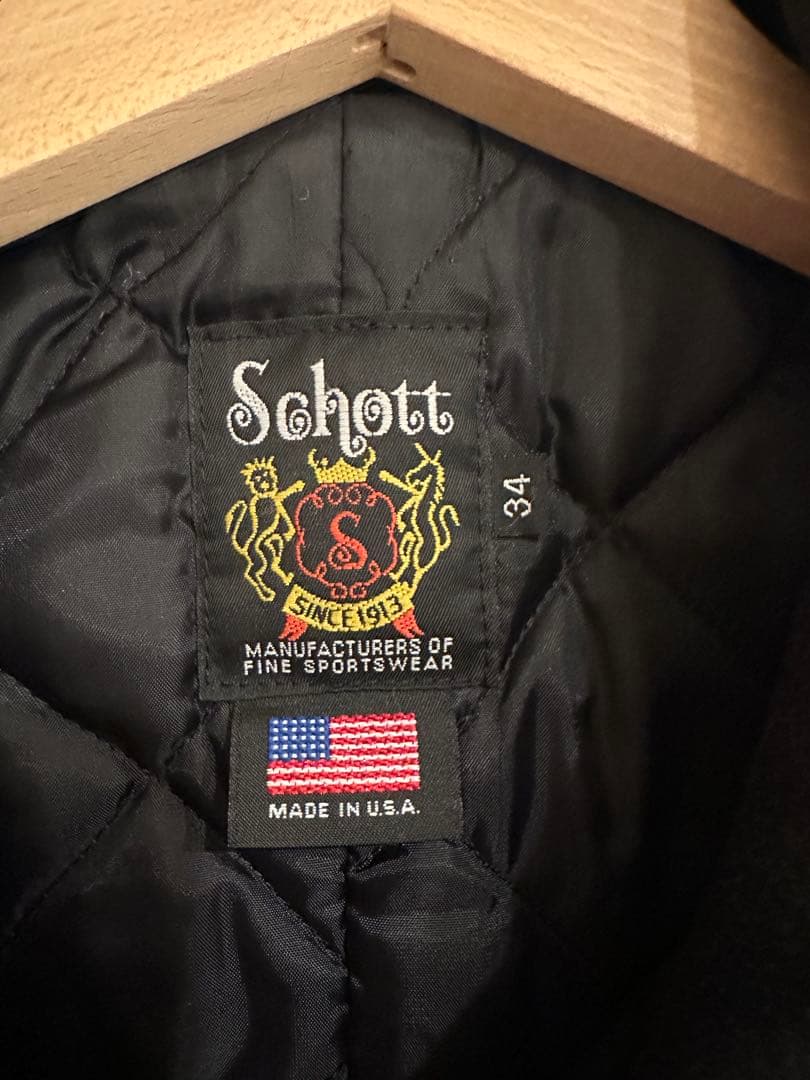 Schott
S
SINCE 1913
MANUFACTURERS OF
FINE SPORTSWEAR
34
MADE IN U.S.A.